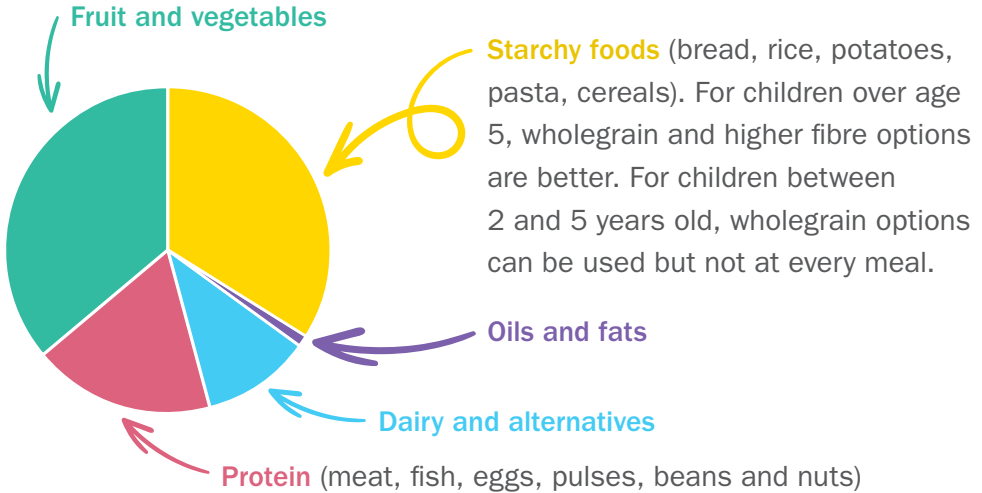 Fruit and vegetables
Starchy foods (bread, rice, potatoes,
pasta, cereals). For children over age
5, wholegrain and higher fibre options
are better. For children between
2 and 5 years old, wholegrain options
can be used but not at every meal.
Oils and fats
Dairy and alternatives
Protein (meat, fish, eggs, pulses, beans and nuts)